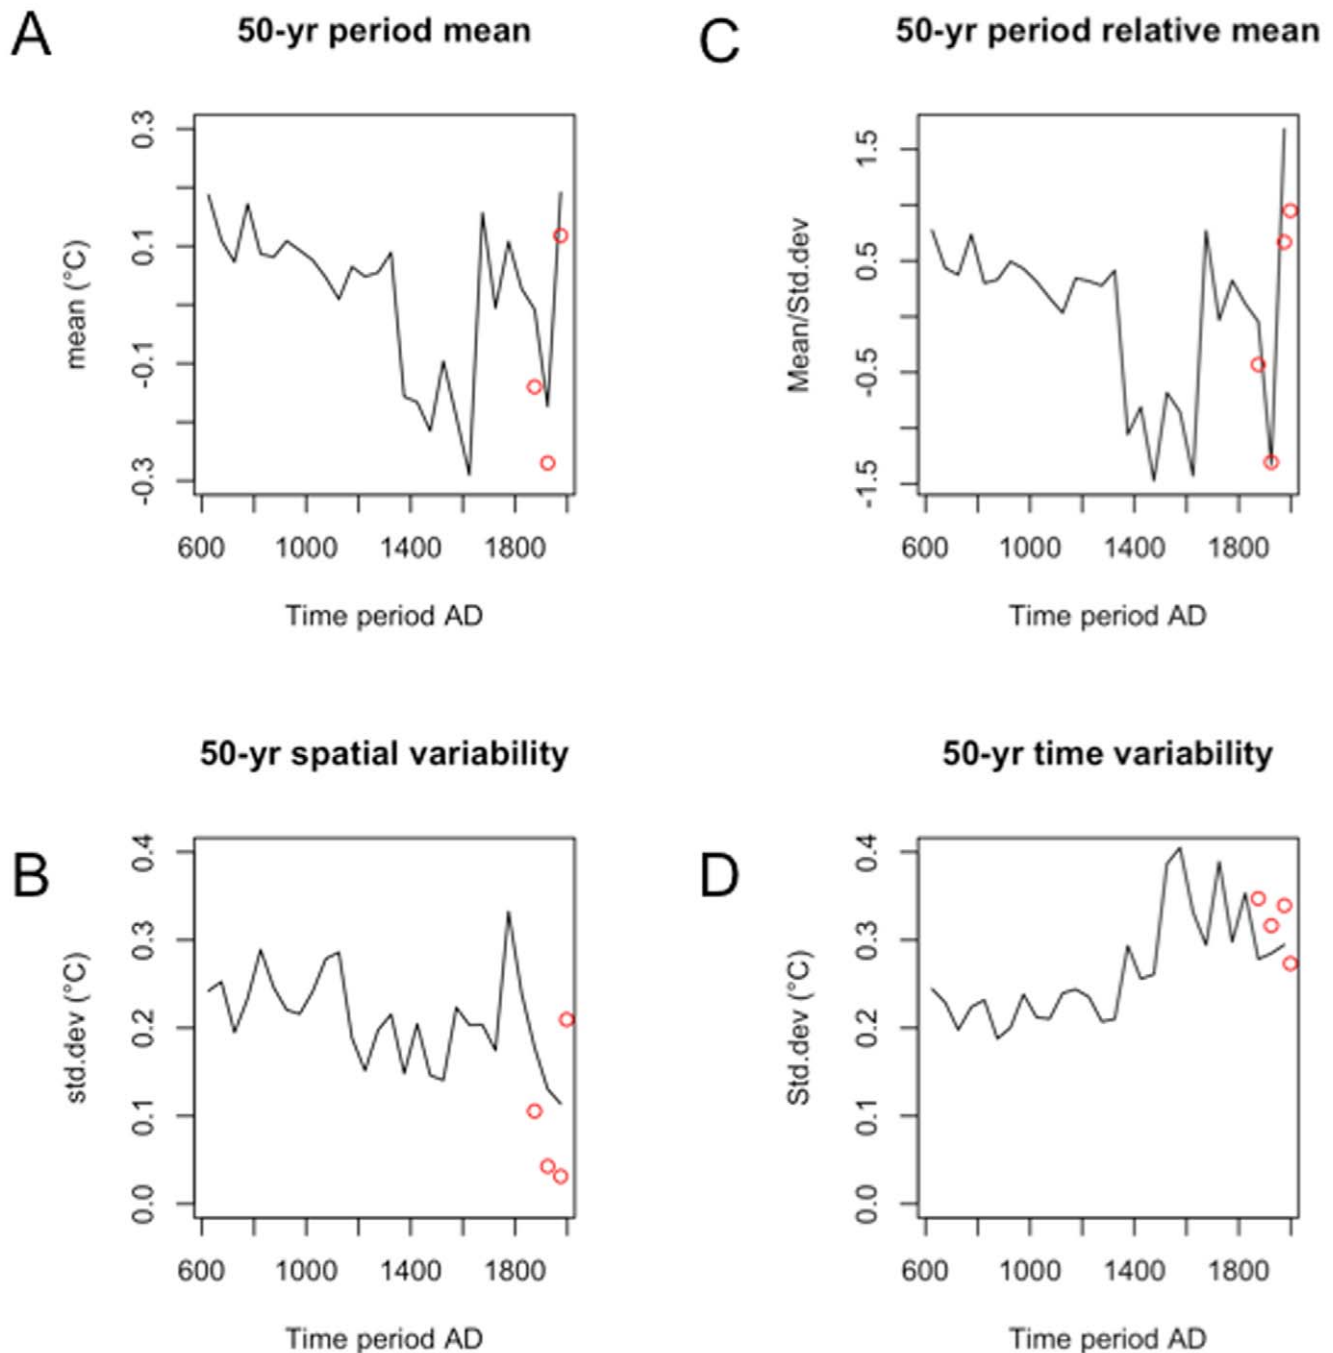 A
50-yr period mean
mean (°C)
0.3
0.1
-0.1
-0.3
600 1000 1400 1800
Time period AD
C
50-yr period relative mean
Mean/Std.dev
1.5
0.5
-0.5
-1.5
600 1000 1400 1800
Time period AD
B
50-yr spatial variability
std.dev (°C)
0.4
0.3
0.2
0.1
0.0
600 1000 1400 1800
Time period AD
D
50-yr time variability
Std.dev (°C)
0.4
0.3
0.2
0.1
0.0
600 1000 1400 1800
Time period AD